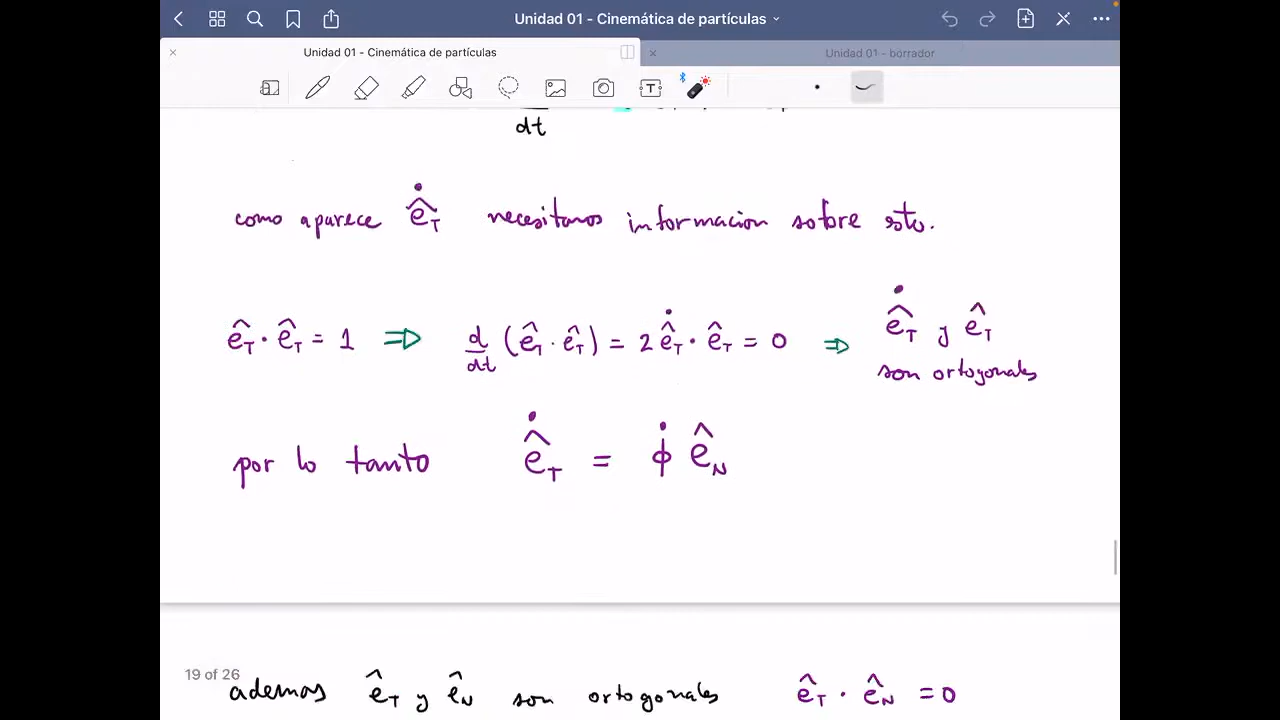 Unidad 01 - Cinemática de partículas
Unidad 01 - Cinemática de partículas
Unidad 01 - borrador
T
dt
como aparece ê̇_T necesitamos informacion sobre esto.
ê_T · ê_T = 1 ⇒ d/dt (ê_T · ê_T) = 2 ê̇_T · ê_T = 0 ⇒ ê̇_T y ê_T
son ortogonales
por lo tanto ê̇_T = ϕ̇ ê_N
19 of 26
ademas ê_T y ê_N son ortogonales ê_T · ê_N = 0